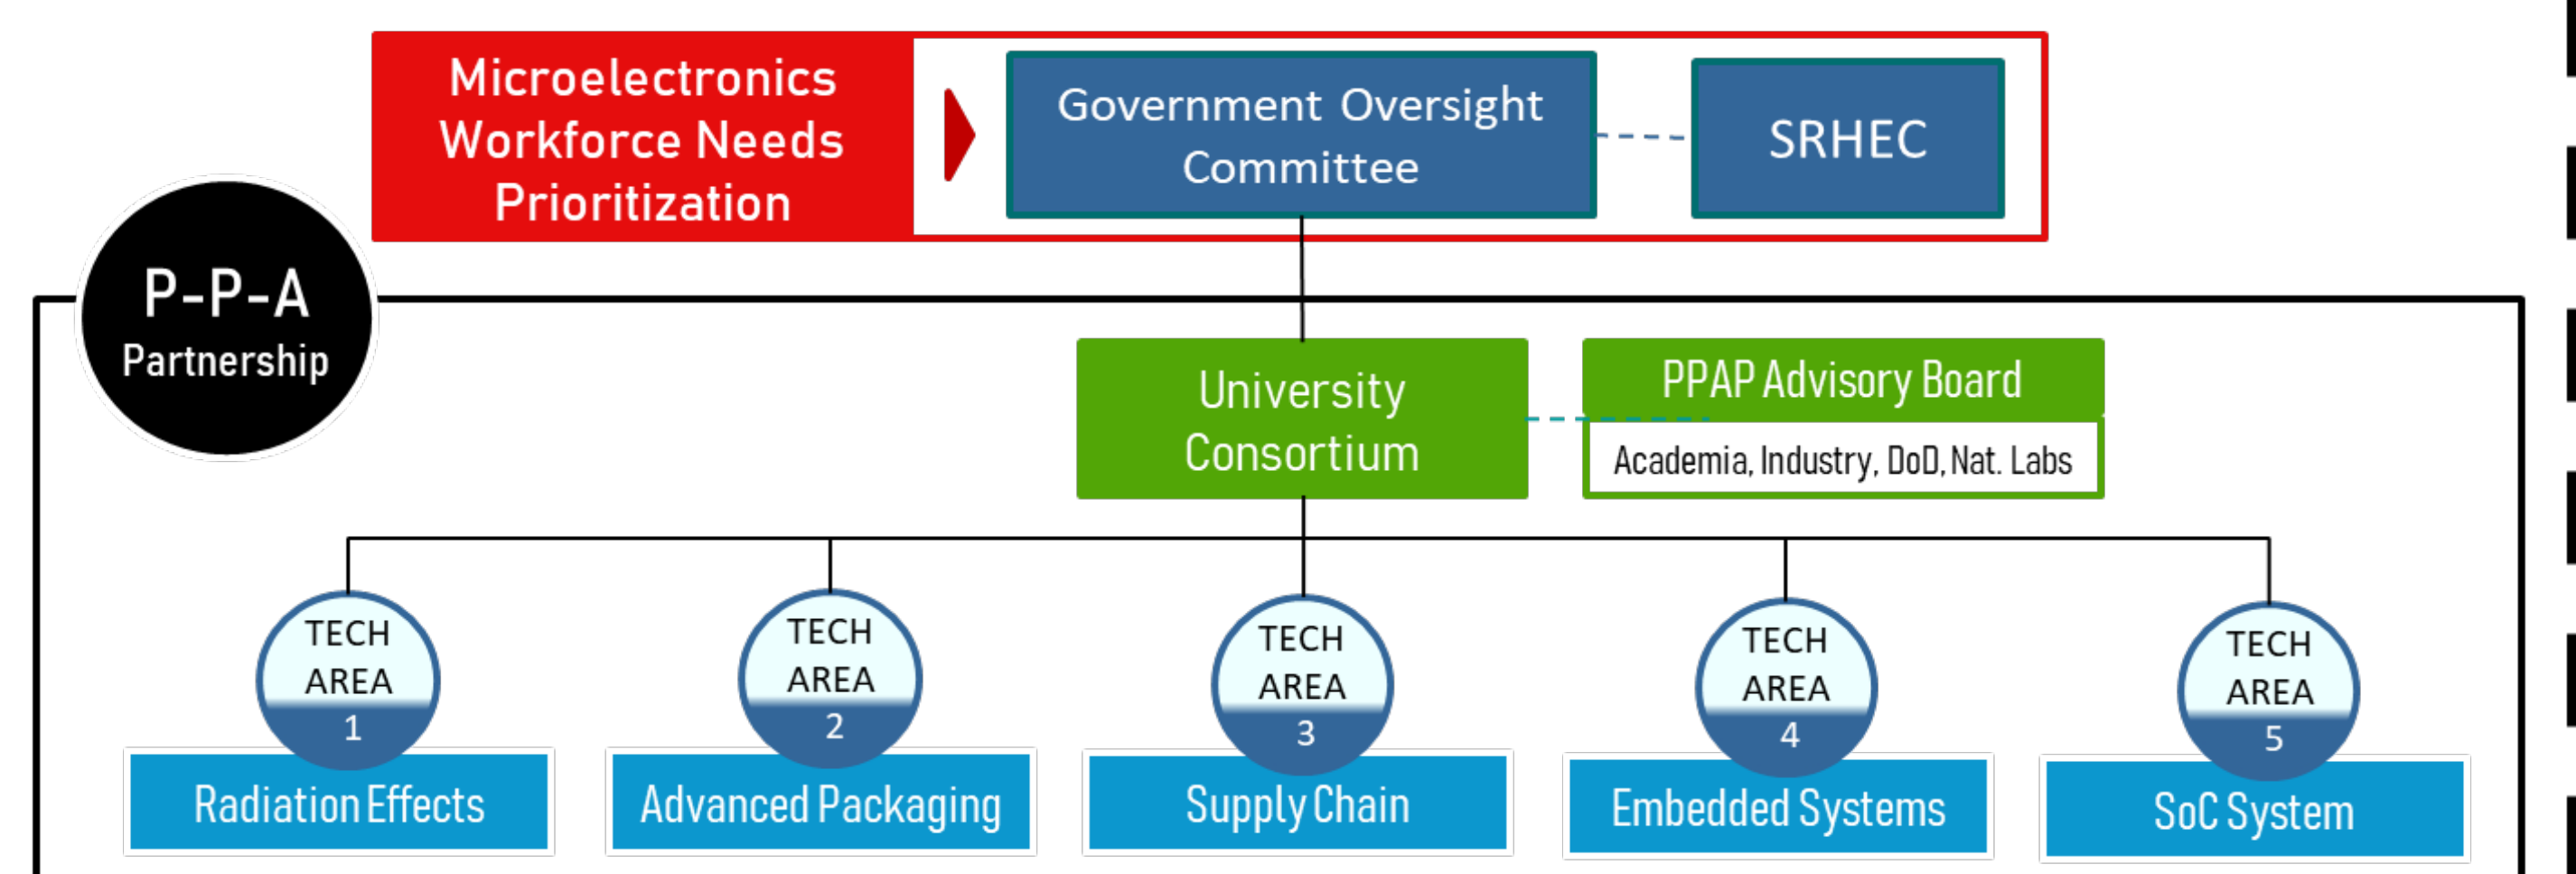 Microelectronics
Workforce Needs
Prioritization
Government Oversight
Committee
SRHEC
P-P-A
Partnership
University
Consortium
PPAP Advisory Board
Academia, Industry, DoD, Nat. Labs
TECH
AREA
1
Radiation Effects
TECH
AREA
2
Advanced Packaging
TECH
AREA
3
Supply Chain
TECH
AREA
4
Embedded Systems
TECH
AREA
5
SoC System